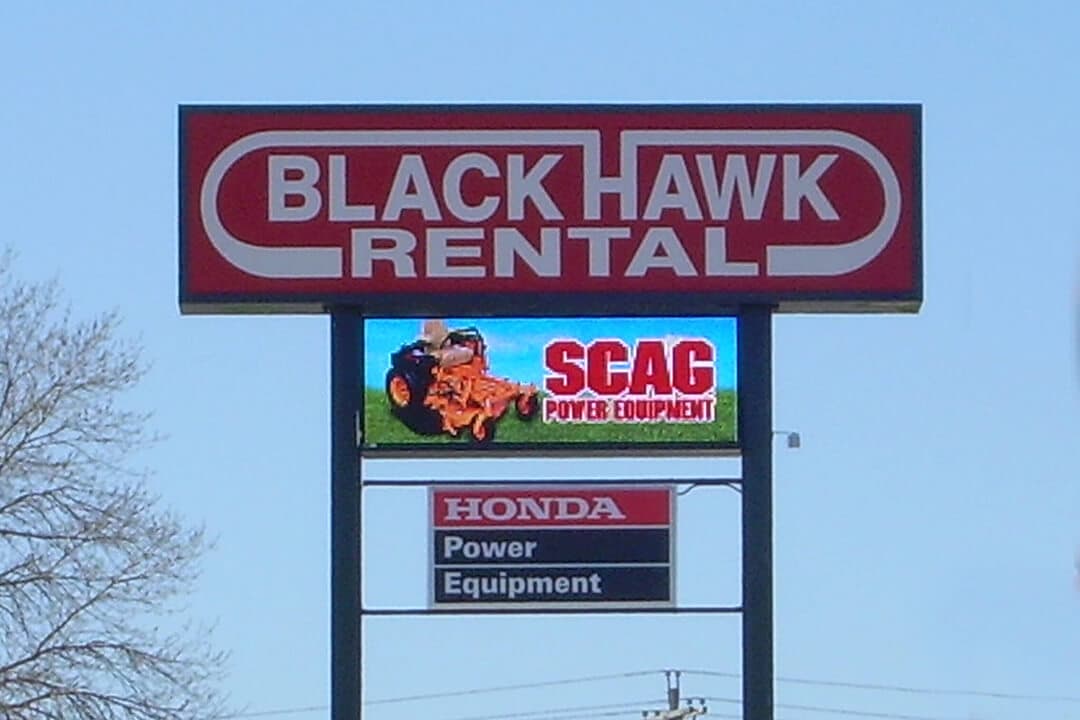 BLACK HAWK
RENTAL
SCAG
POWER EQUIPMENT
HONDA
Power
Equipment